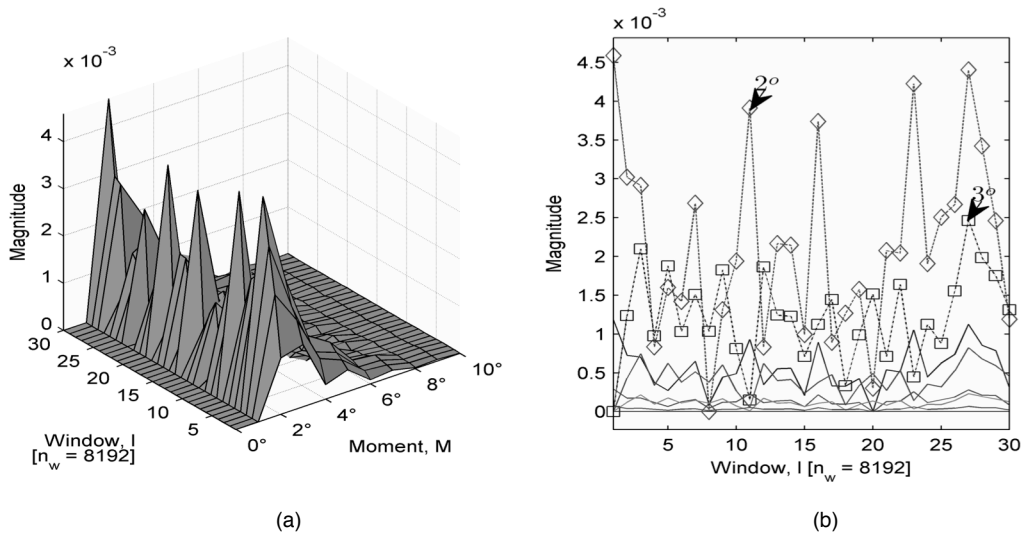 x 10^-3
4
3
2
1
0
Magnitude
30
25
20
15
10
5
Window, I
[n_w = 8192]
0°
2°
4°
6°
8°
10°
Moment, M
(a)
x 10^-3
4.5
4
3.5
3
2.5
2
1.5
1
0.5
0
Magnitude
2º
3º
5
10
15
20
25
30
Window, I [n_w = 8192]
(b)